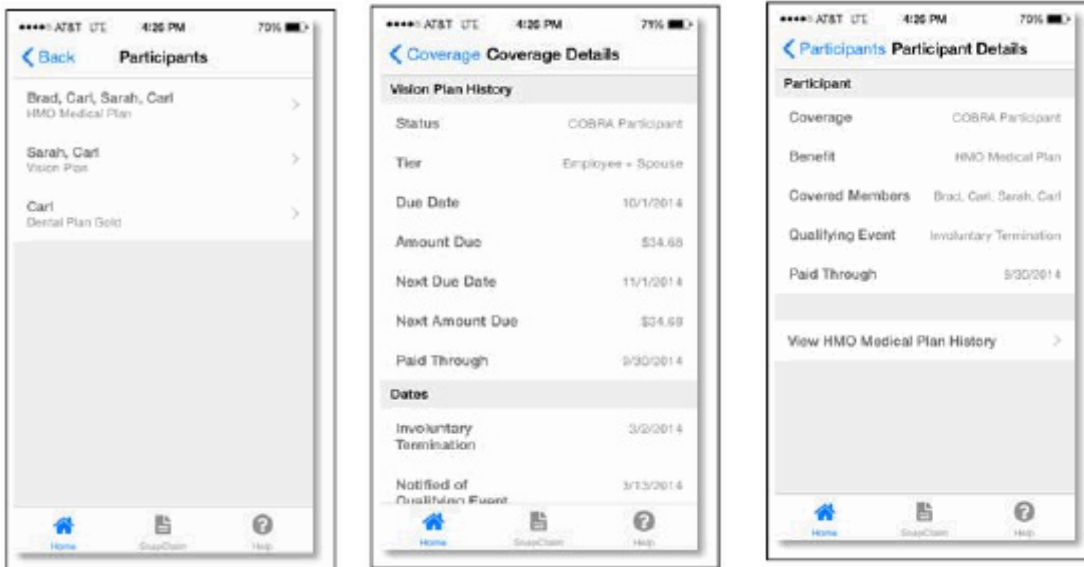 AT&T LTE 4:26 PM 70%
Back Participants
Brad, Carl, Sarah, Carl
HMO Medical Plan
Sarah, Carl
Vision Plan
Carl
Dental Plan Gold
Home SnapClaim Help
AT&T LTE 4:26 PM 71%
Coverage Coverage Details
Vision Plan History
Status COBRA Participant
Tier Employee + Spouse
Due Date 10/1/2014
Amount Due $34.68
Next Due Date 11/1/2014
Next Amount Due $34.68
Paid Through 9/30/2014
Dates
Involuntary
Termination 3/2/2014
Notified of 3/13/2014
Qualifying Event
Home SnapClaim Help
AT&T LTE 4:26 PM 70%
Participants Participant Details
Participant
Coverage COBRA Participant
Benefit HMO Medical Plan
Covered Members Brad, Carl, Sarah, Carl
Qualifying Event Involuntary Termination
Paid Through 9/30/2014
View HMO Medical Plan History
Home SnapClaim Help